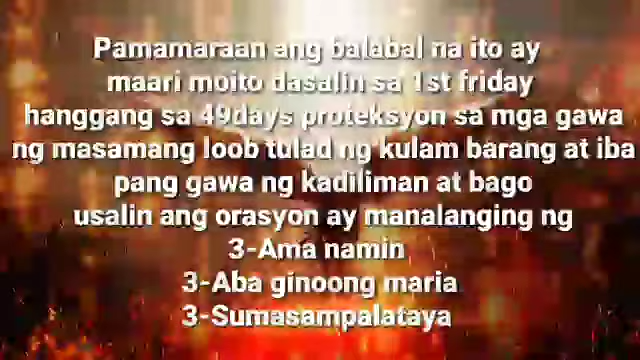 Pamamaraan ang balabal na ito ay
maari moito dasalin sa 1st friday
hanggang sa 49days proteksyon sa mga gawa
ng masamang loob tulad ng kulam barang at iba
pang gawa ng kadiliman at bago
usalin ang orasyon ay manalanging ng
3-Ama namin
3-Aba ginoong maria
3-Sumasampalataya